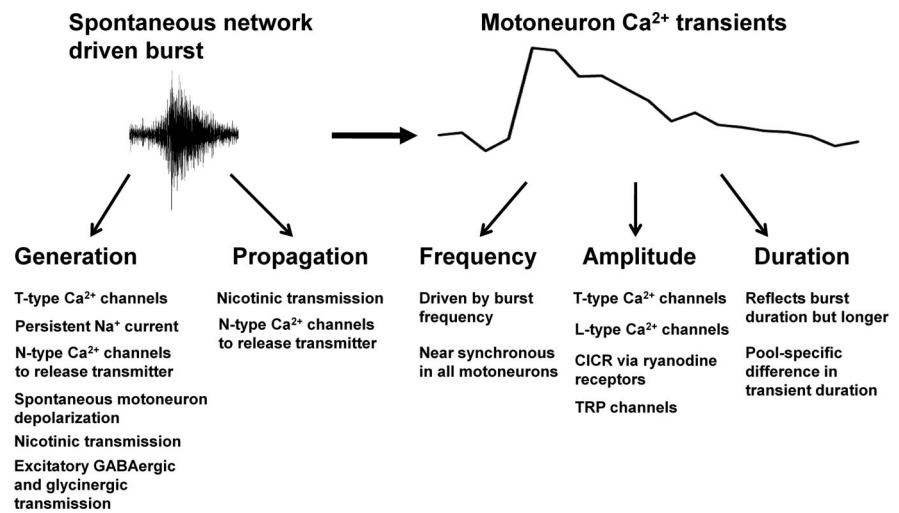 Spontaneous network
driven burst
Motoneuron Ca²⁺ transients
Generation
T-type Ca²⁺ channels
Persistent Na⁺ current
N-type Ca²⁺ channels
to release transmitter
Spontaneous motoneuron
depolarization
Nicotinic transmission
Excitatory GABAergic
and glycinergic
transmission
Propagation
Nicotinic transmission
N-type Ca²⁺ channels
to release transmitter
Frequency
Driven by burst
frequency
Near synchronous
in all motoneurons
Amplitude
T-type Ca²⁺ channels
L-type Ca²⁺ channels
CICR via ryanodine
receptors
TRP channels
Duration
Reflects burst
duration but longer
Pool-specific
difference in
transient duration